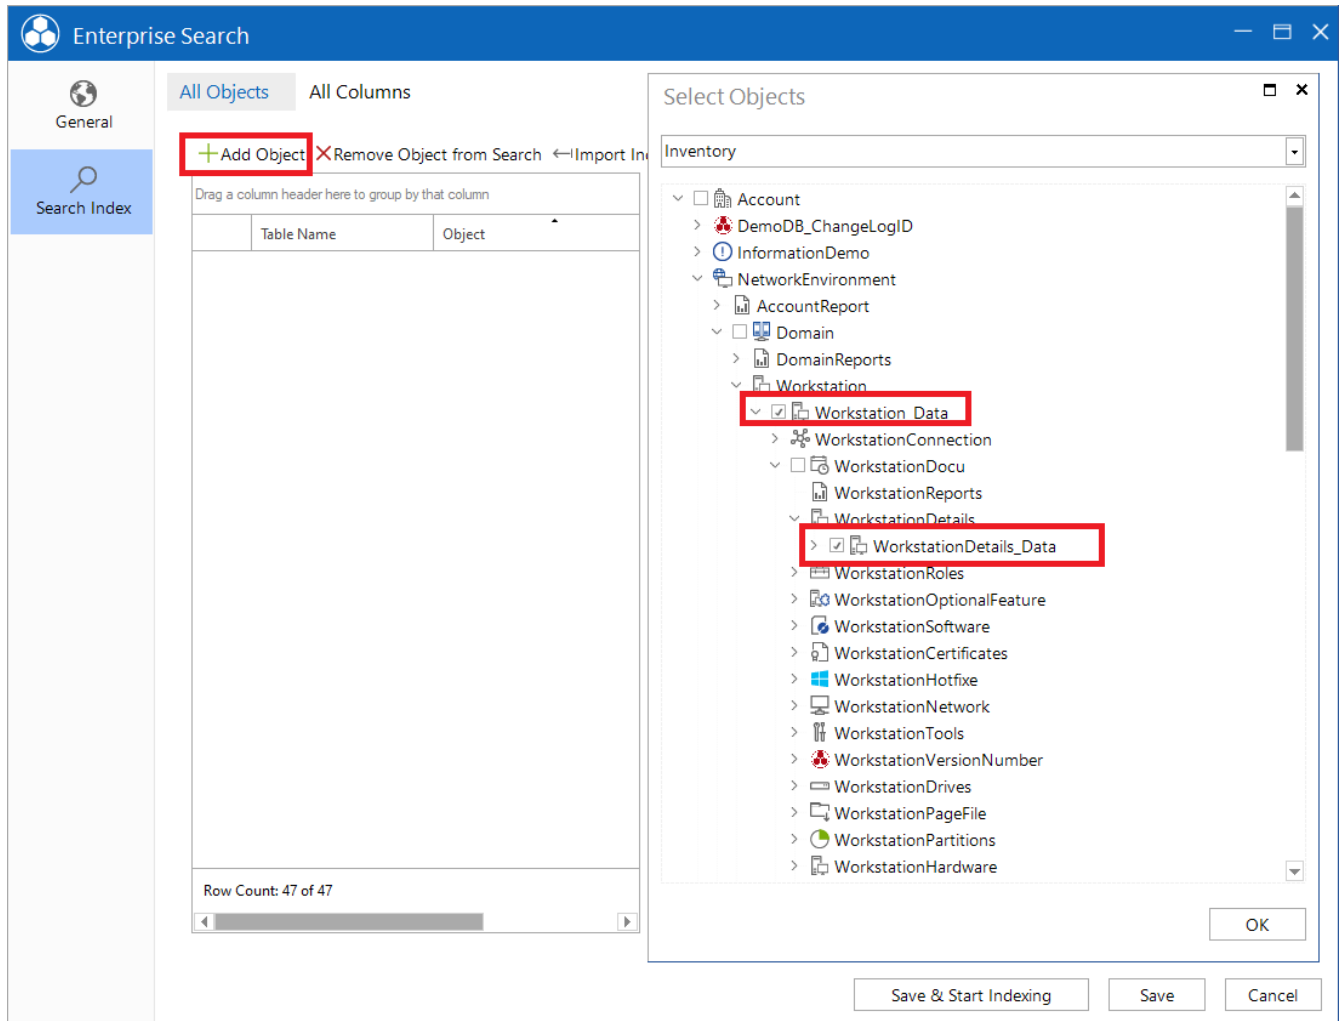 Enterprise Search
General
Search Index
All Objects
All Columns
Add Object
Remove Object from Search
Import In
Drag a column header here to group by that column
Table Name
Object
Row Count: 47 of 47
Select Objects
Inventory
Account
DemoDB_ChangeLogID
InformationDemo
NetworkEnvironment
AccountReport
Domain
DomainReports
Workstation
Workstation_Data
WorkstationConnection
WorkstationDocu
WorkstationReports
WorkstationDetails
WorkstationDetails_Data
WorkstationRoles
WorkstationOptionalFeature
WorkstationSoftware
WorkstationCertificates
WorkstationHotfixe
WorkstationNetwork
WorkstationTools
WorkstationVersionNumber
WorkstationDrives
WorkstationPageFile
WorkstationPartitions
WorkstationHardware
OK
Save & Start Indexing
Save
Cancel